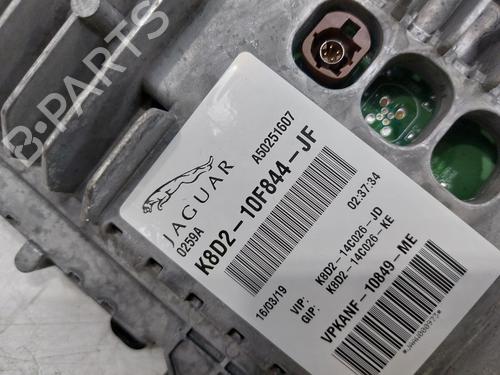 A50251607
JAGUAR
0259A
K8D2-10F844-JF
02:37:34
16/03/19
VIP: K8D2-14C026-JD
GIP: K8D2-14C026-KE
VPKANF-10849-ME
B-PARTS